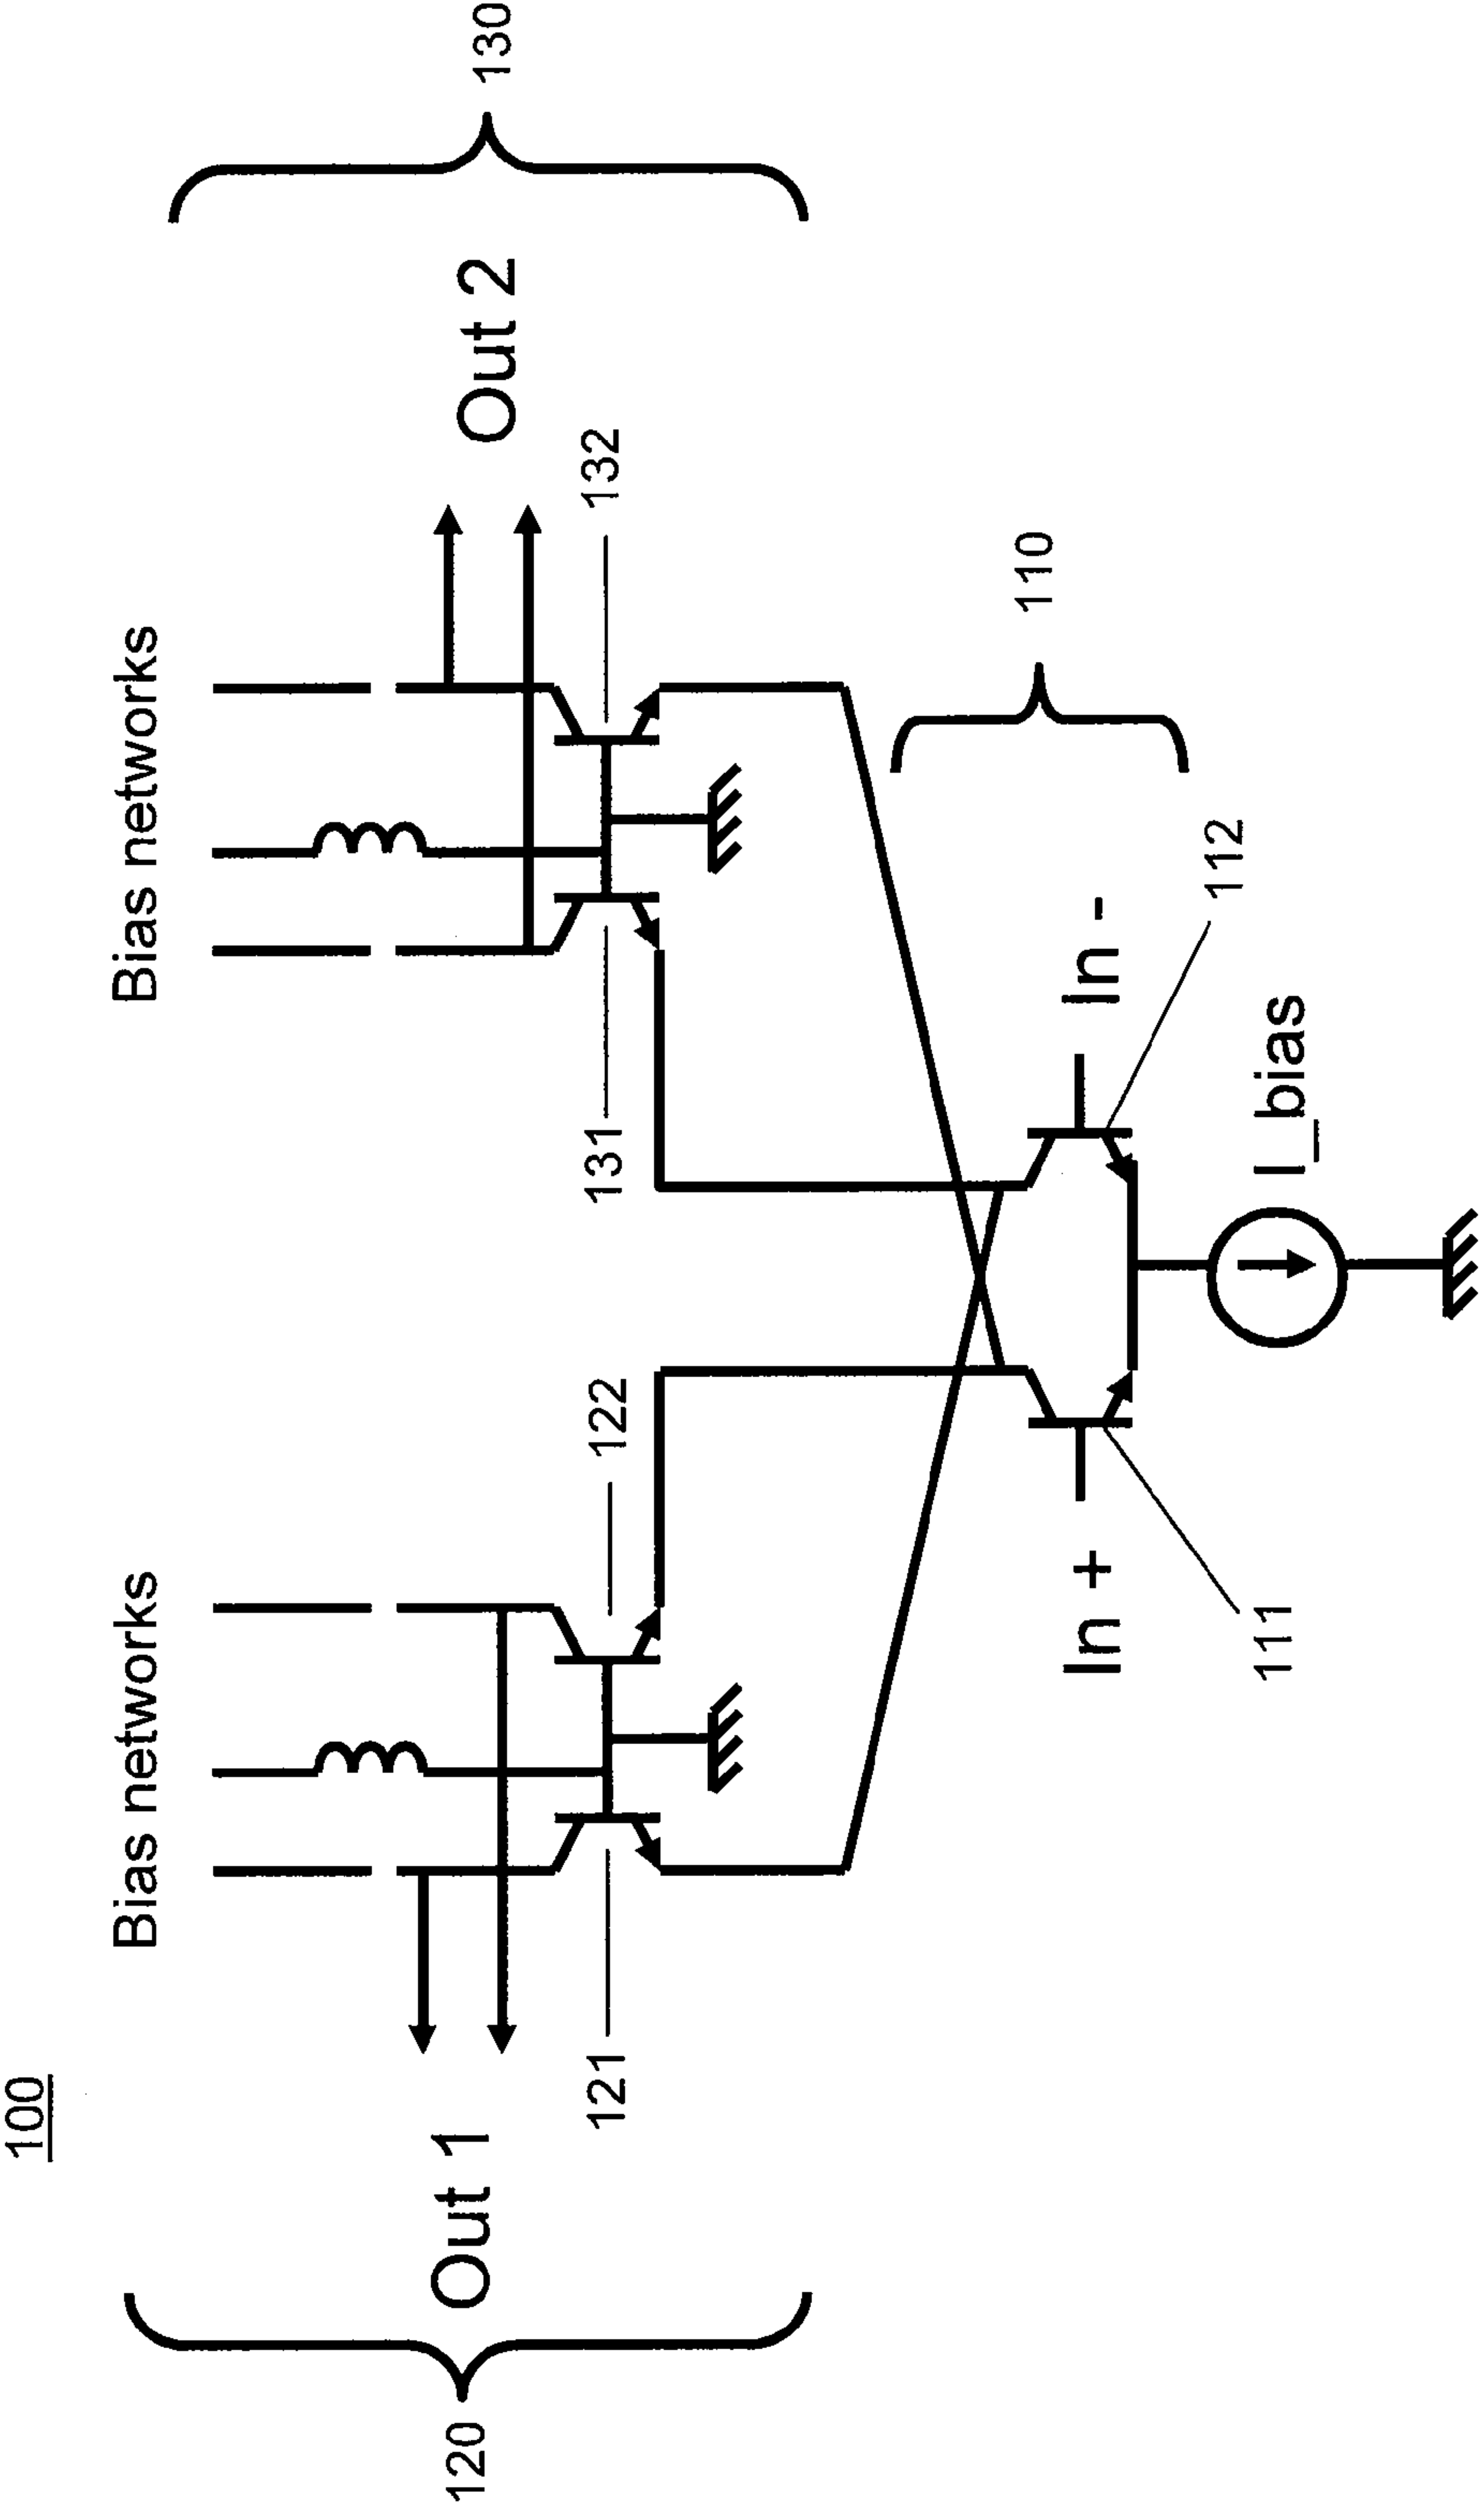 100
Bias networks
Bias networks
120
Out 1
Out 2
130
121
122
131
132
110
In +
In -
111
112
I_bias